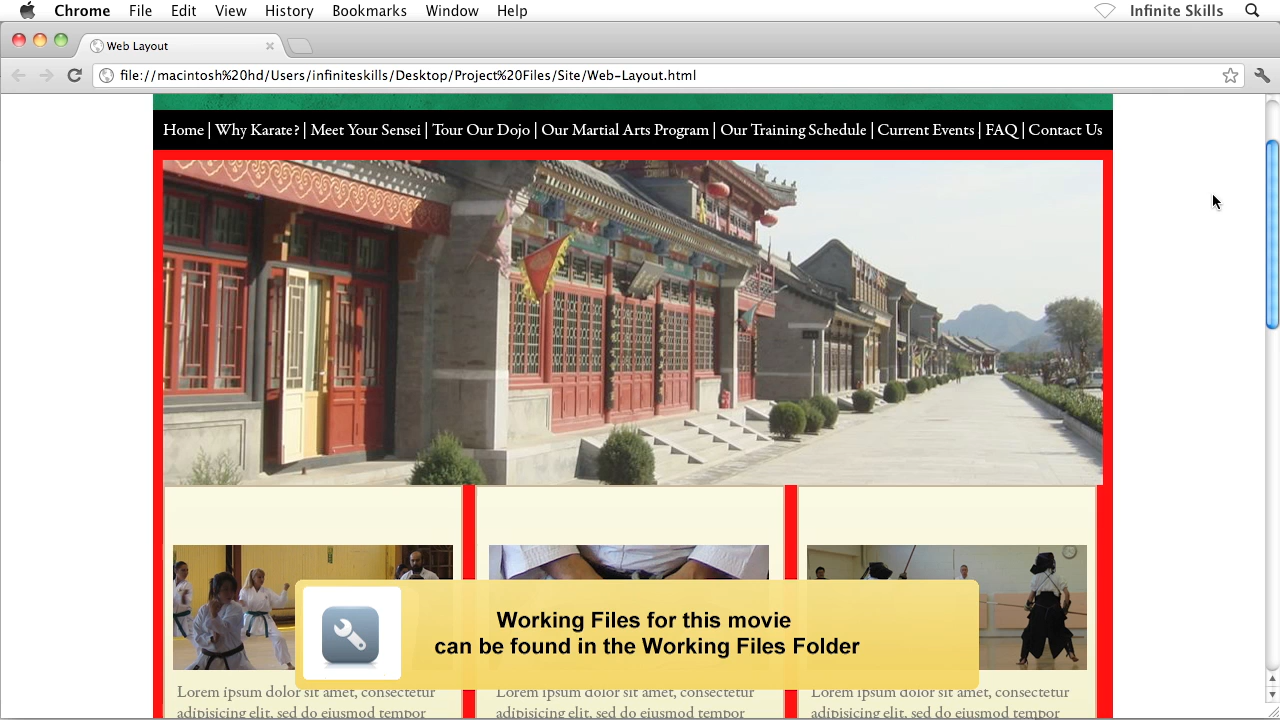 Chrome File Edit View History Bookmarks Window Help Infinite Skills
Web Layout
file://macintosh%20hd/Users/infiniteskills/Desktop/Project%20Files/Site/Web-Layout.html
Home | Why Karate? | Meet Your Sensei | Tour Our Dojo | Our Martial Arts Program | Our Training Schedule | Current Events | FAQ | Contact Us
Working Files for this movie
can be found in the Working Files Folder
Lorem ipsum dolor sit amet, consectetur Lorem ipsum dolor sit amet, consectetur Lorem ipsum dolor sit amet, consectetur
adipisicing elit, sed do eiusmod tempor adipisicing elit, sed do eiusmod tempor adipisicing elit, sed do eiusmod tempor